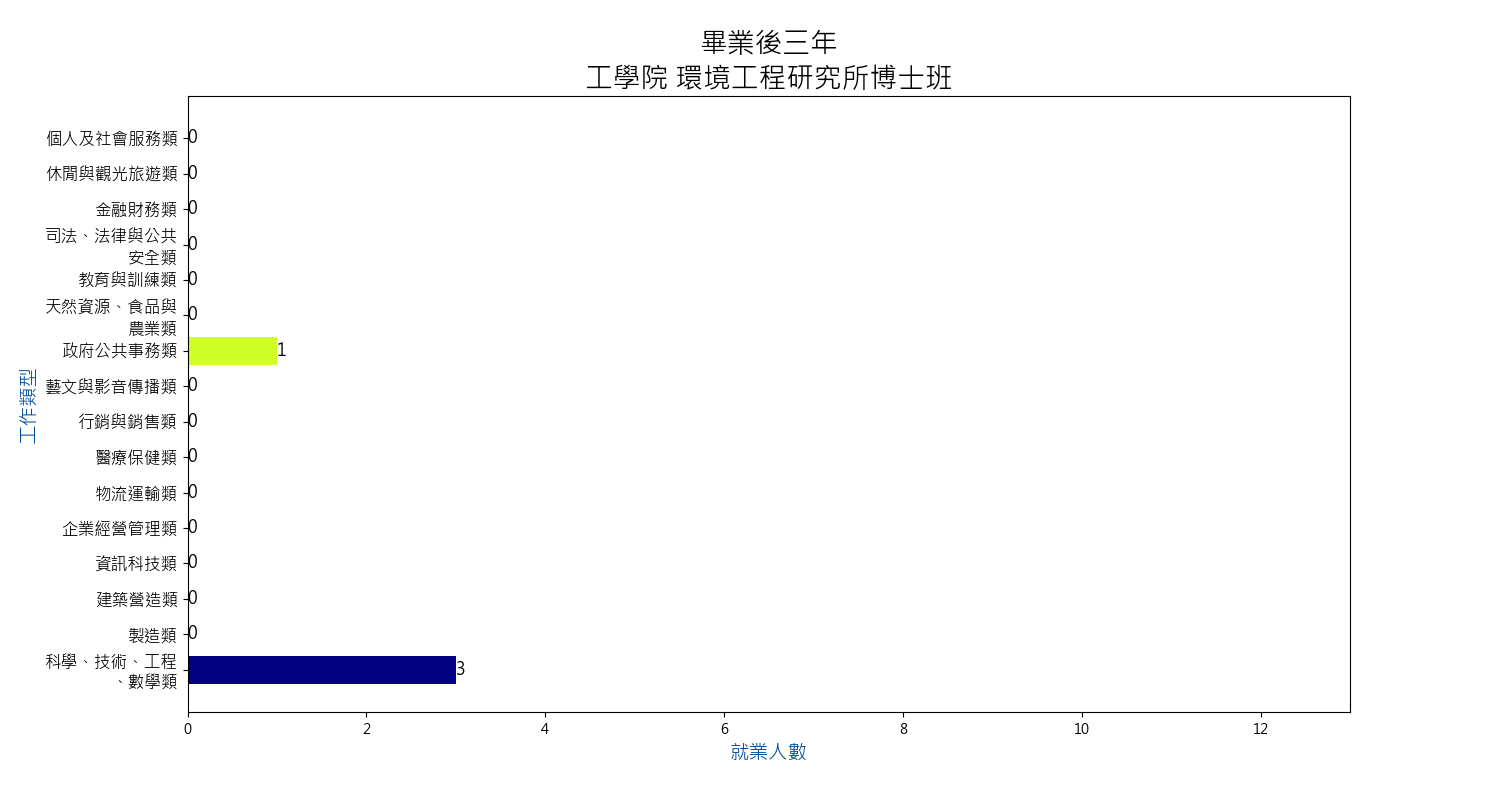 畢業後三年
工學院 環境工程研究所博士班
個人及社會服務類 0
休閒與觀光旅遊類 0
金融財務類 0
司法、法律與公共
安全類 0
教育與訓練類 0
天然資源、食品與
農業類 0
政府公共事務類 1
藝文與影音傳播類 0
行銷與銷售類 0
醫療保健類 0
物流運輸類 0
企業經營管理類 0
資訊科技類 0
建築營造類 0
製造類 0
科學、技術、工程
、數學類 3
工作類型
0 2 4 6 8 10 12
就業人數